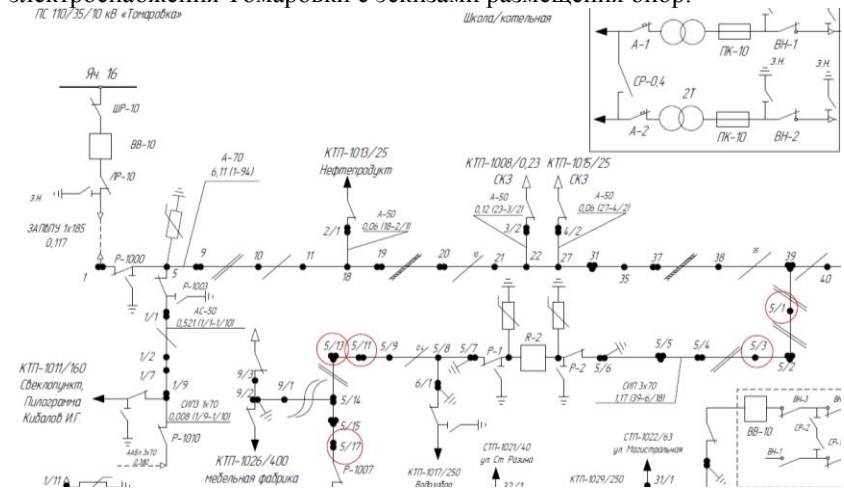 электроснабжения Томаровки с эскизами размещения опор.
ПС 110/35/10 кВ «Томаровка»
Школа/котельная
Яч. 16
ШР-10
ВВ-10
ЛР-10
З.Н.
ЗАПВПУ 1х185
0,117
А-1
ПК-10
ВН-1
З.Н.
З.Н.
СР-0,4
2Т
А-2
ПК-10
ВН-2
А-70
6,11 (1-94)
КТП-1013/25
Нефтепродукт
А-50
0,06 (18-2/1)
2/1
КТП-1008/0,23
СКЗ
КТП-1015/25
СКЗ
А-50
0,12 (23-3/2)
А-50
0,06 (27-4/2)
3/2
4/2
Р-1000
1
5
9
10
11
18
19
20
21
22
27
31
35
37
38
39
40
Р-1003
АС-50
0,521 (1/1-1/10)
1/1
1/2
1/7
1/9
КТП-1011/160
Свеклопункт,
Пилограмма
Кибалов И.Г.
СИП3 1х70
0,008 (1/9-1/10)
Р-1010
ААБл 3х70
0,180
1/11
5/13
5/11
5/9
0,4
5/8
5/7
Р-1
R-2
Р-2
5/6
5/5
5/4
5/3
5/2
5/1
СИП 3х70
1,17 (39-6/18)
9/3
9/2
9/1
5/14
5/15
5/17
6/1
Р-1007
КТП-1026/400
мебельная фабрика
КТП-1017/250
Водозабор
СТП-1021/40
ул. Ст. Разина
32/1
СТП-1022/63
ул. Магистральная
КТП-1029/250
31/1
ВВ-10
ВН-3
СР-2
ВН-1